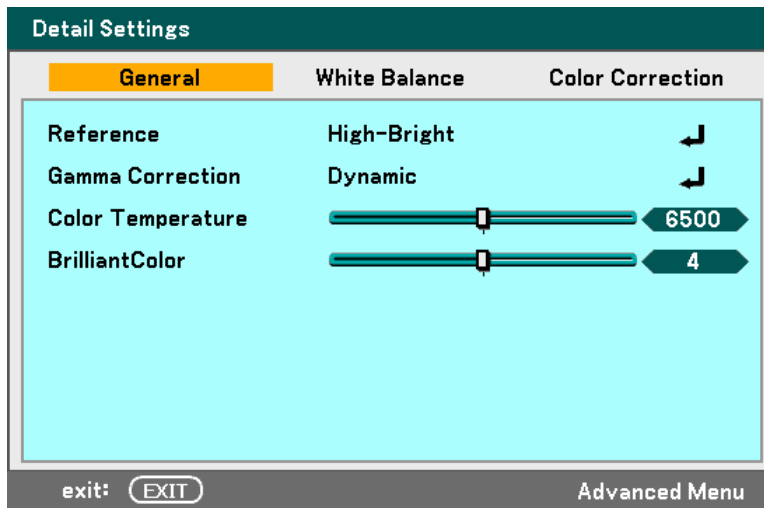 Detail Settings
General White Balance Color Correction
Reference High-Bright
Gamma Correction Dynamic
Color Temperature 6500
BrilliantColor 4
exit: EXIT Advanced Menu